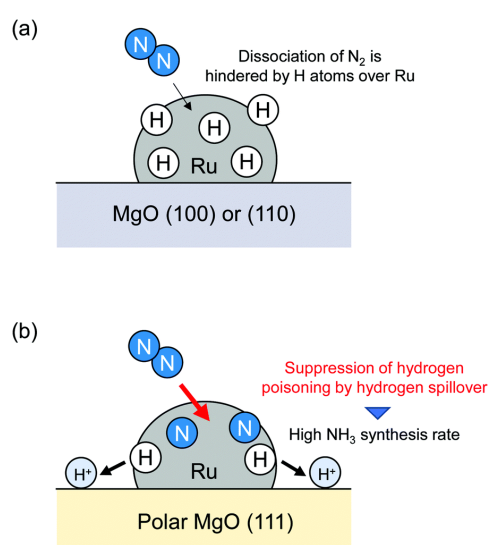 (a)
N
N
Dissociation of N₂ is
hindered by H atoms over Ru
H
H
H
H
H
Ru
MgO (100) or (110)
(b)
N
N
Suppression of hydrogen
poisoning by hydrogen spillover
N
N
High NH₃ synthesis rate
H
H
H⁺
Ru
H⁺
Polar MgO (111)